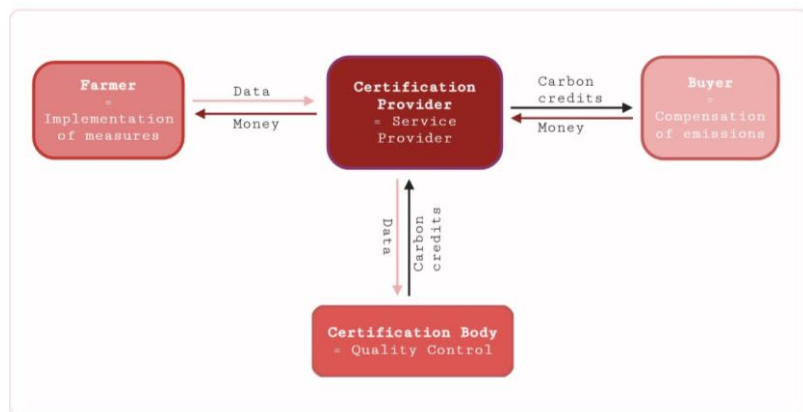 Farmer
=
Implementation
of measures
Data
Money
Certification
Provider
= Service
Provider
Carbon
credits
Money
Buyer
=
Compensation
of emissions
Data
Carbon
credits
Certification Body
= Quality Control